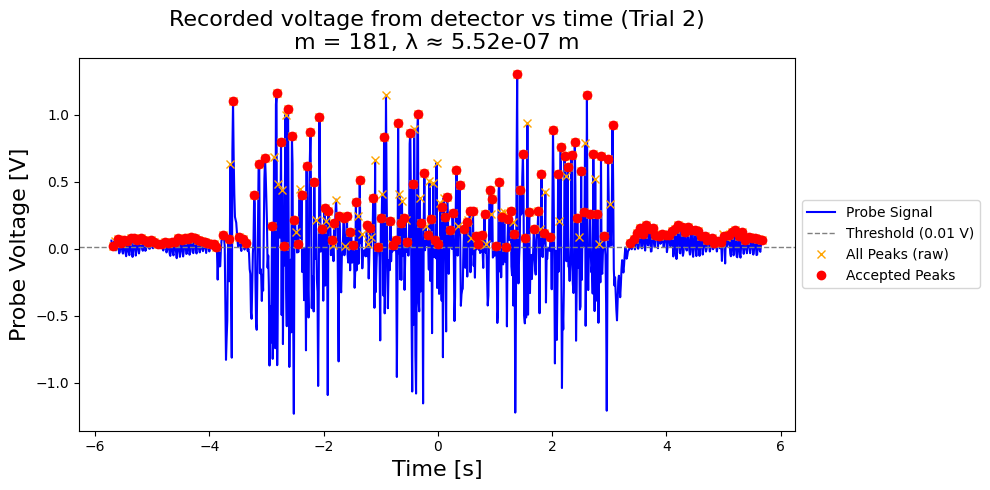 Recorded voltage from detector vs time (Trial 2)
m = 181, λ ≈ 5.52e-07 m
Probe Voltage [V]
1.0
0.5
0.0
−0.5
−1.0
−6
−4
−2
0
2
4
6
Time [s]
Probe Signal
Threshold (0.01 V)
All Peaks (raw)
Accepted Peaks